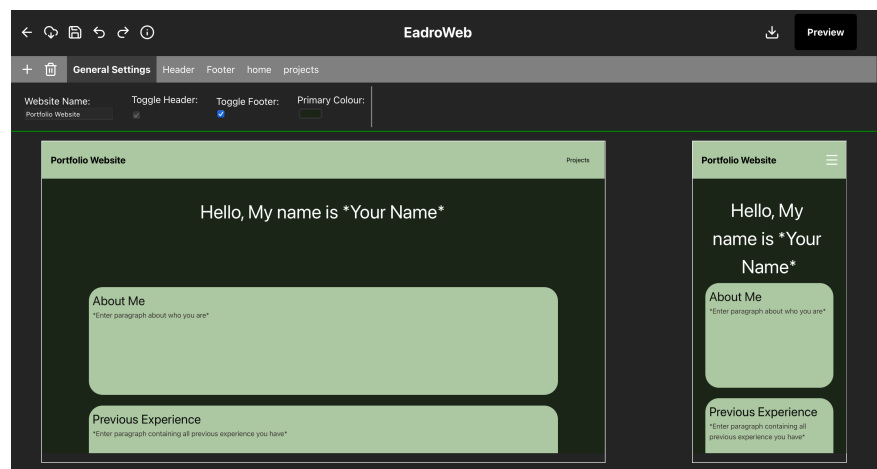 EadroWeb
Preview
General Settings Header Footer home projects
Website Name: Toggle Header: Toggle Footer: Primary Colour:
Portfolio Website
Portfolio Website Projects
Hello, My name is *Your Name*
About Me
*Enter paragraph about who you are*
Previous Experience
*Enter paragraph containing all previous experience you have*
Portfolio Website
Hello, My
name is *Your
Name*
About Me
*Enter paragraph about who you are*
Previous Experience
*Enter paragraph containing all
previous experience you have*